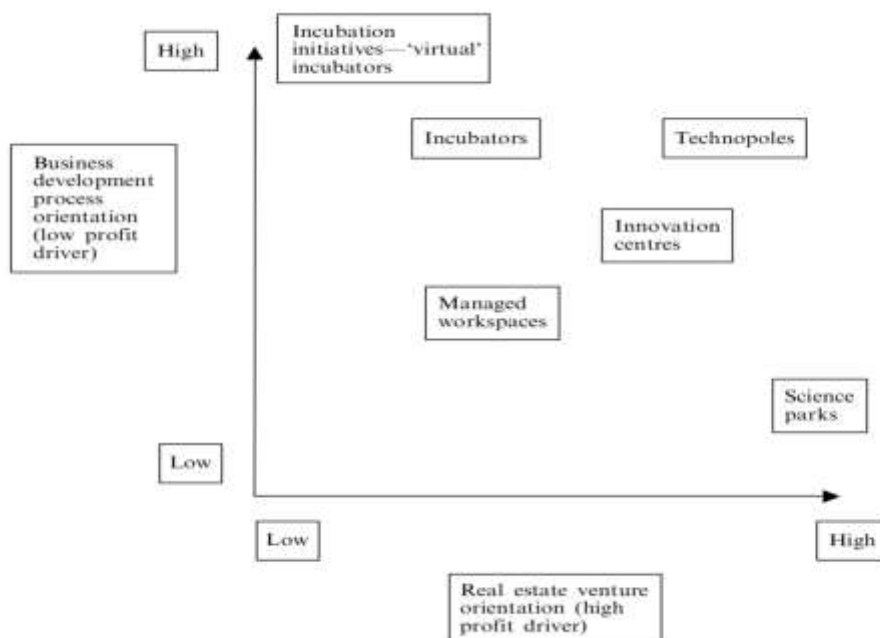 High
Incubation
initiatives—‘virtual’
incubators
Incubators
Technopoles
Business
development
process
orientation
(low profit
driver)
Innovation
centres
Managed
workspaces
Science
parks
Low
Low
High
Real estate venture
orientation (high
profit driver)